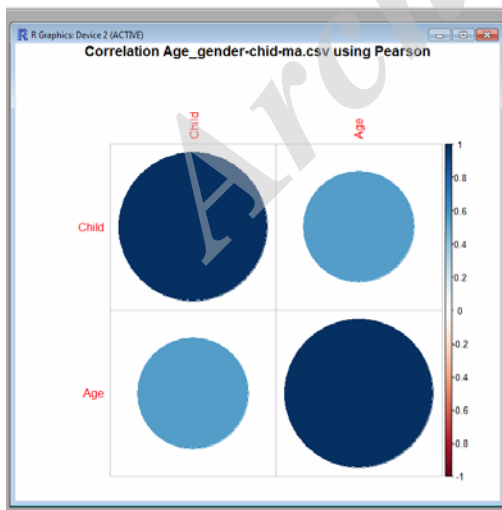 R Graphics: Device 2 (ACTIVE)
Correlation Age_gender-chid-ma.csv using Pearson
Child
Age
Child
Age
1
0.8
0.6
0.4
0.2
0
-0.2
-0.4
-0.6
-0.8
-1